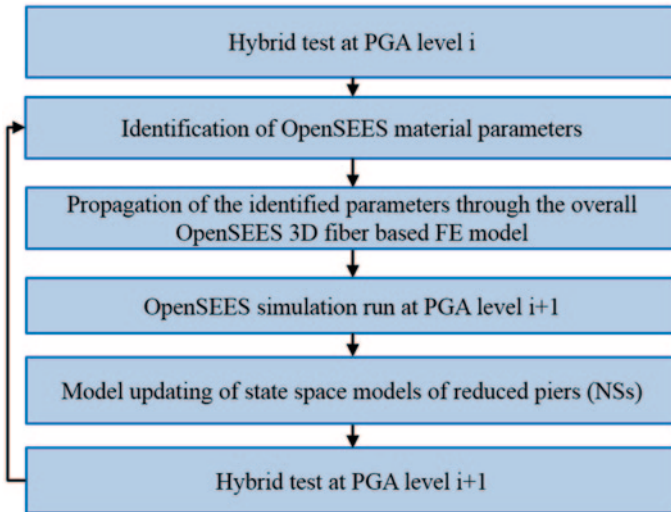 Hybrid test at PGA level i
Identification of OpenSEES material parameters
Propagation of the identified parameters through the overall
OpenSEES 3D fiber based FE model
OpenSEES simulation run at PGA level i+1
Model updating of state space models of reduced piers (NSs)
Hybrid test at PGA level i+1